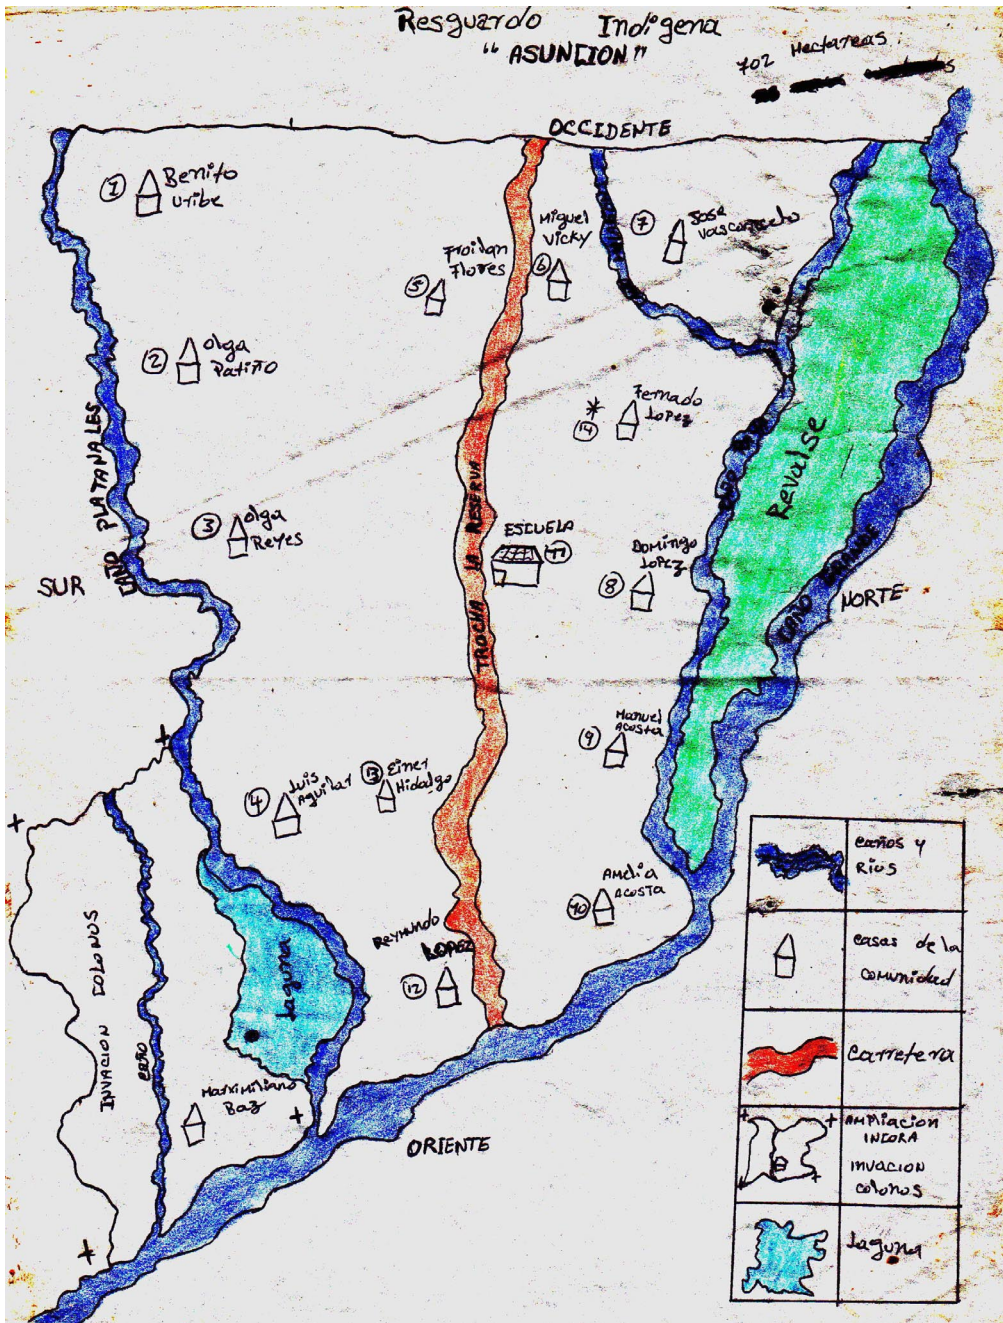 Resguardo Indigena
"ASUNCION"
702 Hectareas
OCCIDENTE
1
Benito
Uribe
5
Froilan
Flores
Miguel
Vicky
6
7
Jose
Vasconcelo
2
Olga
Patiño
14
Fernado
Lopez
Revalse
CAÑO PLATANALES
3
Olga
Reyes
TROCHA LA RESERVA
ESCUELA
11
DOMINGO
LOPEZ
8
CAÑO GRANDE
SUR
NORTE
Manuel
Acosta
9
4
Luis
Aguilar
13
Einer
Hidalgo
AMELIA
ACOSTA
10
Reymundo
LOPEZ
12
INVACION COLONOS
CAÑO
Laguna
Marximiliano
Baz
ORIENTE
caños y
RIOS
casas de la
comunidad
Carretera
AMPLIACION
INCORA
INVACION
COLONOS
Laguna